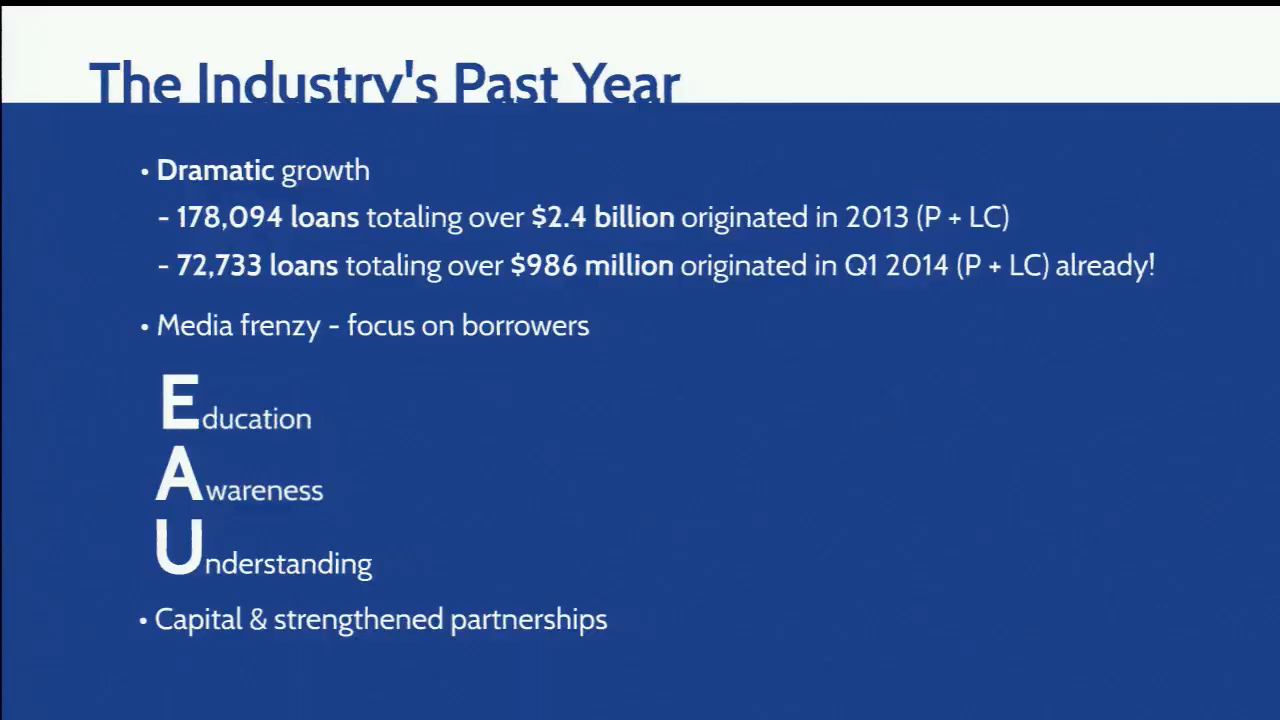 The Industry's Past Year
• Dramatic growth
- 178,094 loans totaling over $2.4 billion originated in 2013 (P + LC)
- 72,733 loans totaling over $986 million originated in Q1 2014 (P + LC) already!
• Media frenzy - focus on borrowers
Education
Awareness
Understanding
• Capital & strengthened partnerships